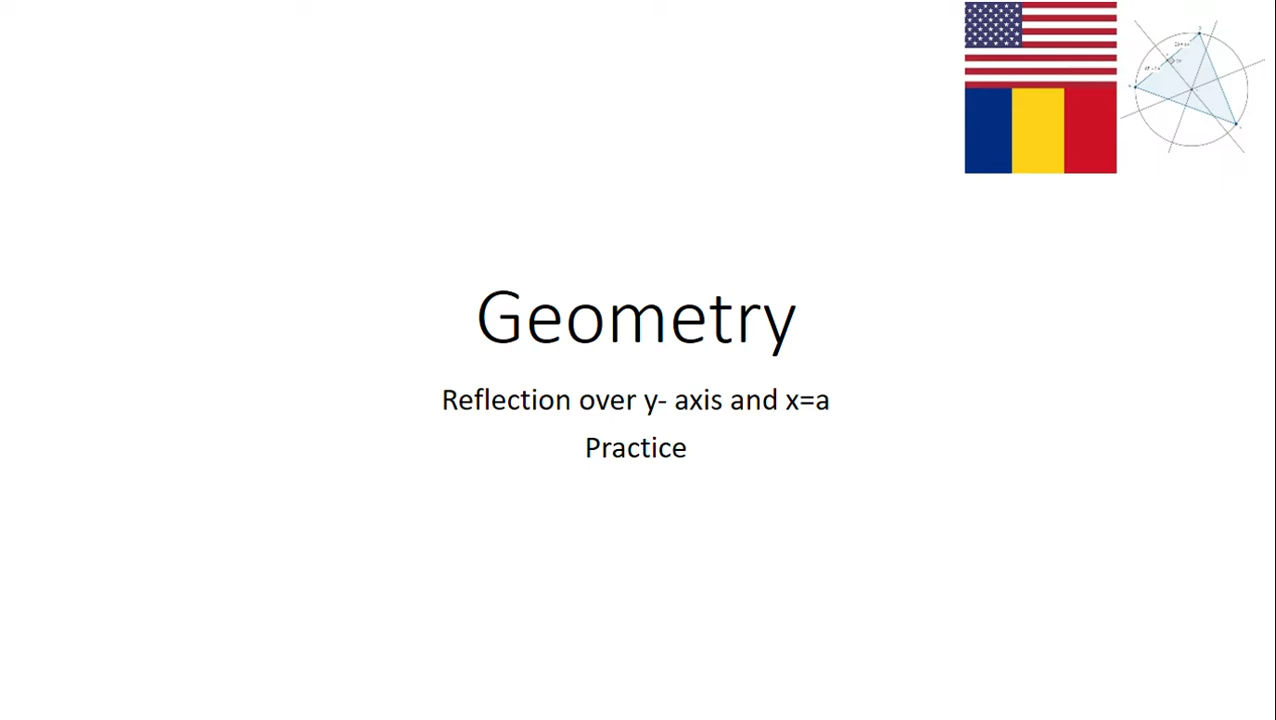 Geometry
Reflection over y- axis and x=a
Practice